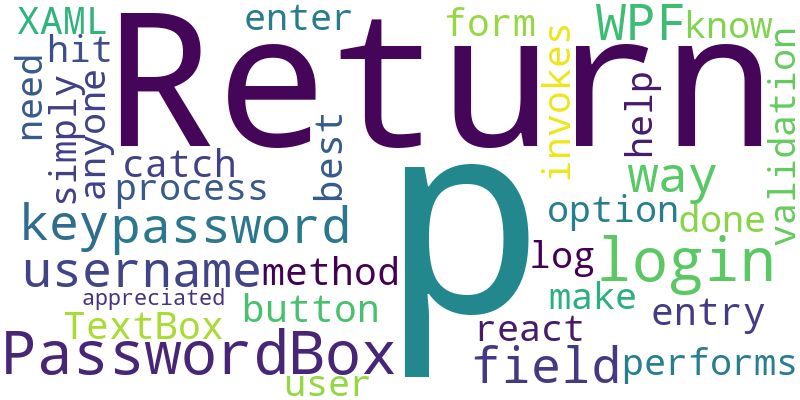 XAML
enter
form
WPF
know
hit
Return
need
simply
anyone
invokes
help
validation
catch
best
process
way
p
key
password
option
done
username
method
log
login
appreciated
button
make
entry
TextBox
react
PasswordBox
field
performs
user